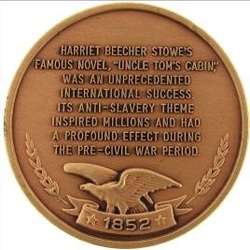 HARRIET BEECHER STOWE'S
FAMOUS NOVEL, "UNCLE TOM'S CABIN,"
WAS AN UNPRECEDENTED
INTERNATIONAL SUCCESS.
ITS ANTI-SLAVERY THEME
INSPIRED MILLIONS AND HAD
A PROFOUND EFFECT DURING
THE PRE-CIVIL WAR PERIOD.
1852